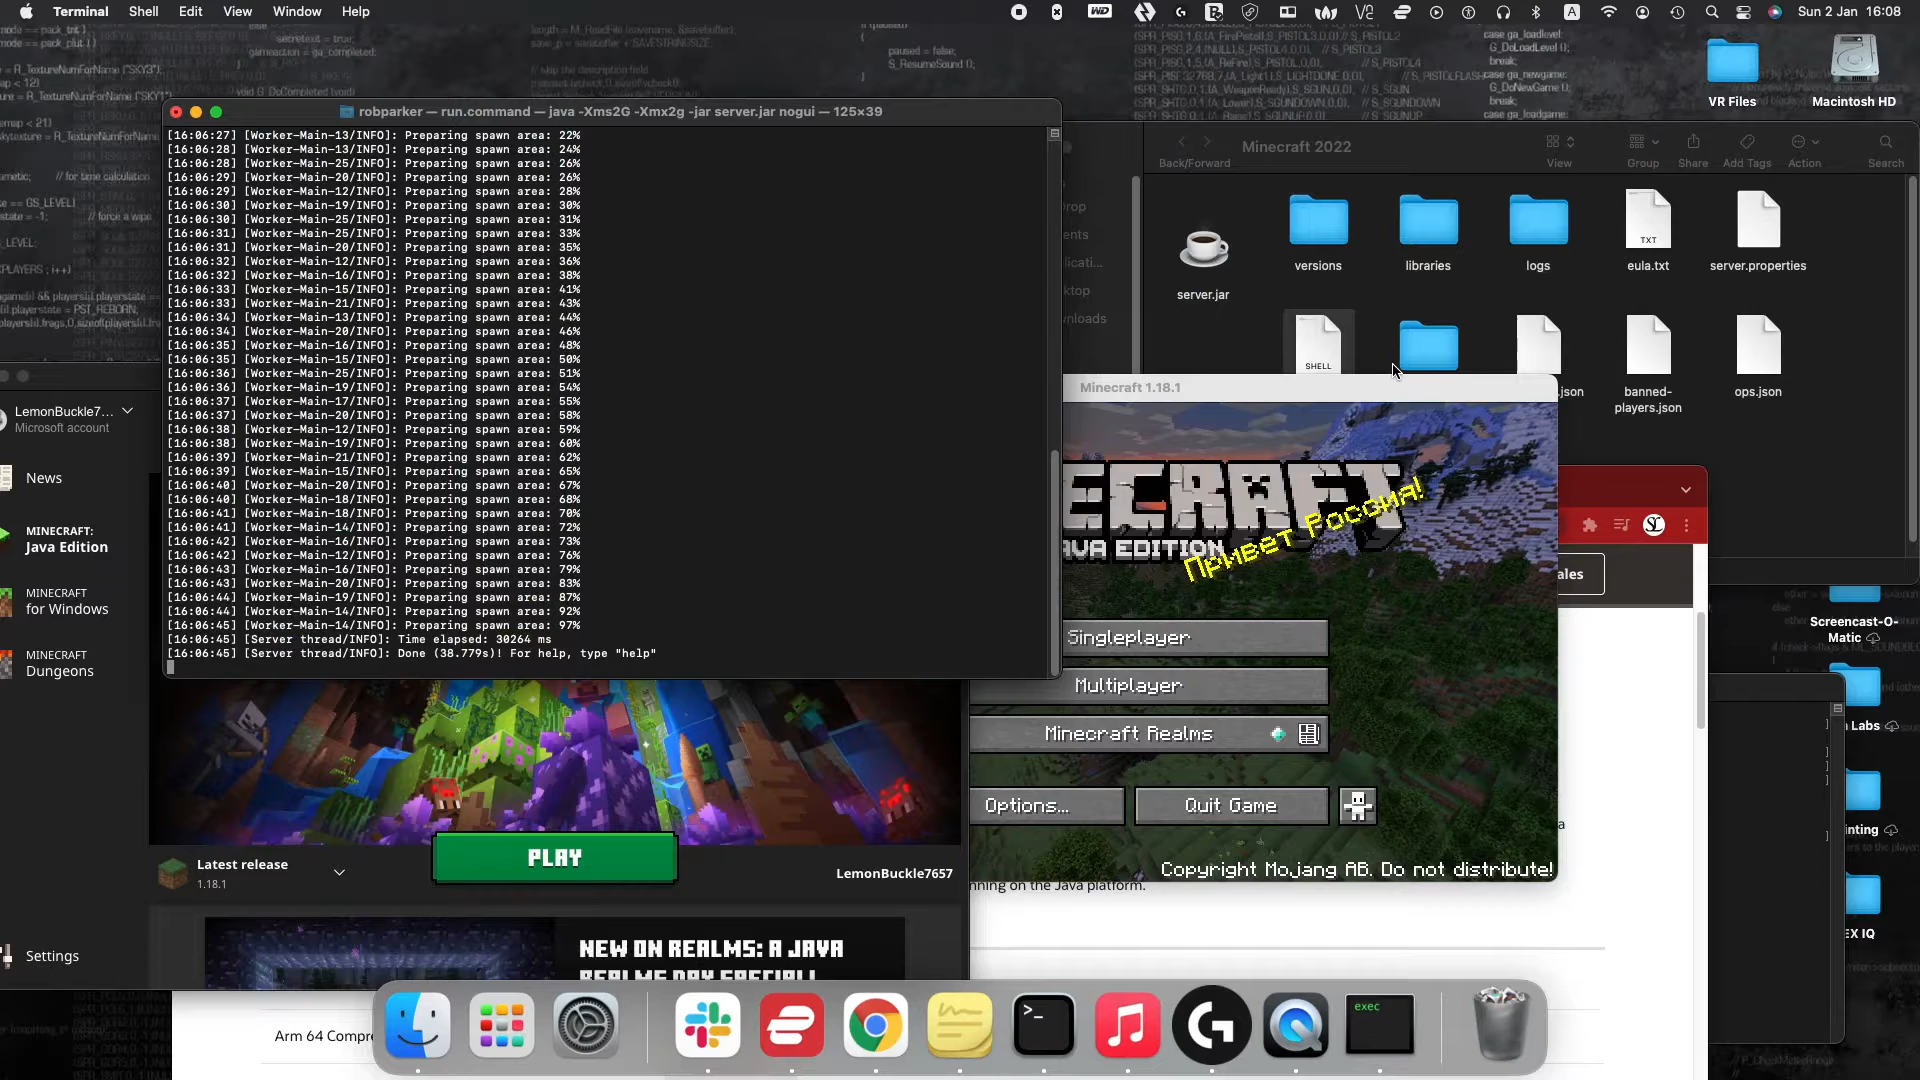 Terminal Shell Edit View Window Help
WD
A
Sun 2 Jan 16:08
VR Files
Macintosh HD
robparker — run.command — java -Xms2G -Xmx2g -jar server.jar nogui — 125×39
[16:06:27] [Worker-Main-13/INFO]: Preparing spawn area: 22%
[16:06:28] [Worker-Main-13/INFO]: Preparing spawn area: 24%
[16:06:28] [Worker-Main-25/INFO]: Preparing spawn area: 26%
[16:06:29] [Worker-Main-20/INFO]: Preparing spawn area: 26%
[16:06:29] [Worker-Main-12/INFO]: Preparing spawn area: 28%
[16:06:30] [Worker-Main-19/INFO]: Preparing spawn area: 30%
[16:06:30] [Worker-Main-25/INFO]: Preparing spawn area: 31%
[16:06:31] [Worker-Main-25/INFO]: Preparing spawn area: 33%
[16:06:31] [Worker-Main-20/INFO]: Preparing spawn area: 35%
[16:06:32] [Worker-Main-12/INFO]: Preparing spawn area: 36%
[16:06:32] [Worker-Main-16/INFO]: Preparing spawn area: 38%
[16:06:33] [Worker-Main-15/INFO]: Preparing spawn area: 41%
[16:06:33] [Worker-Main-21/INFO]: Preparing spawn area: 43%
[16:06:34] [Worker-Main-13/INFO]: Preparing spawn area: 44%
[16:06:34] [Worker-Main-20/INFO]: Preparing spawn area: 46%
[16:06:35] [Worker-Main-16/INFO]: Preparing spawn area: 48%
[16:06:35] [Worker-Main-15/INFO]: Preparing spawn area: 50%
[16:06:36] [Worker-Main-25/INFO]: Preparing spawn area: 51%
[16:06:36] [Worker-Main-19/INFO]: Preparing spawn area: 54%
[16:06:37] [Worker-Main-17/INFO]: Preparing spawn area: 55%
[16:06:37] [Worker-Main-20/INFO]: Preparing spawn area: 58%
[16:06:38] [Worker-Main-12/INFO]: Preparing spawn area: 59%
[16:06:38] [Worker-Main-19/INFO]: Preparing spawn area: 60%
[16:06:39] [Worker-Main-21/INFO]: Preparing spawn area: 62%
[16:06:39] [Worker-Main-15/INFO]: Preparing spawn area: 65%
[16:06:40] [Worker-Main-20/INFO]: Preparing spawn area: 67%
[16:06:40] [Worker-Main-18/INFO]: Preparing spawn area: 68%
[16:06:41] [Worker-Main-18/INFO]: Preparing spawn area: 70%
[16:06:41] [Worker-Main-14/INFO]: Preparing spawn area: 72%
[16:06:42] [Worker-Main-16/INFO]: Preparing spawn area: 73%
[16:06:42] [Worker-Main-12/INFO]: Preparing spawn area: 76%
[16:06:43] [Worker-Main-16/INFO]: Preparing spawn area: 79%
[16:06:43] [Worker-Main-20/INFO]: Preparing spawn area: 83%
[16:06:44] [Worker-Main-19/INFO]: Preparing spawn area: 87%
[16:06:44] [Worker-Main-14/INFO]: Preparing spawn area: 92%
[16:06:45] [Worker-Main-14/INFO]: Preparing spawn area: 97%
[16:06:45] [Server thread/INFO]: Time elapsed: 30264 ms
[16:06:45] [Server thread/INFO]: Done (38.779s)! For help, type "help"
Minecraft 2022
Back/Forward
View
Group
Share
Add Tags
Action
Search
server.jar
versions
libraries
logs
TXT
eula.txt
server.properties
SHELL
.json
banned-
players.json
ops.json
Minecraft 1.18.1
ECRAFT
AVA EDITION
Привет Россия!
Singleplayer
Multiplayer
Minecraft Realms
Options...
Quit Game
Copyright Mojang AB. Do not distribute!
LemonBuckle7...
Microsoft account
News
MINECRAFT:
Java Edition
MINECRAFT
for Windows
MINECRAFT
Dungeons
Settings
Latest release
1.18.1
PLAY
LemonBuckle7657
NEW ON REALMS: A JAVA
REALMS DAY SPECIAL!
nning on the Java platform.
a
ales
SL
Arm 64 Compre
Screencast-O-
Matic
Labs
inting
EX IQ
exec